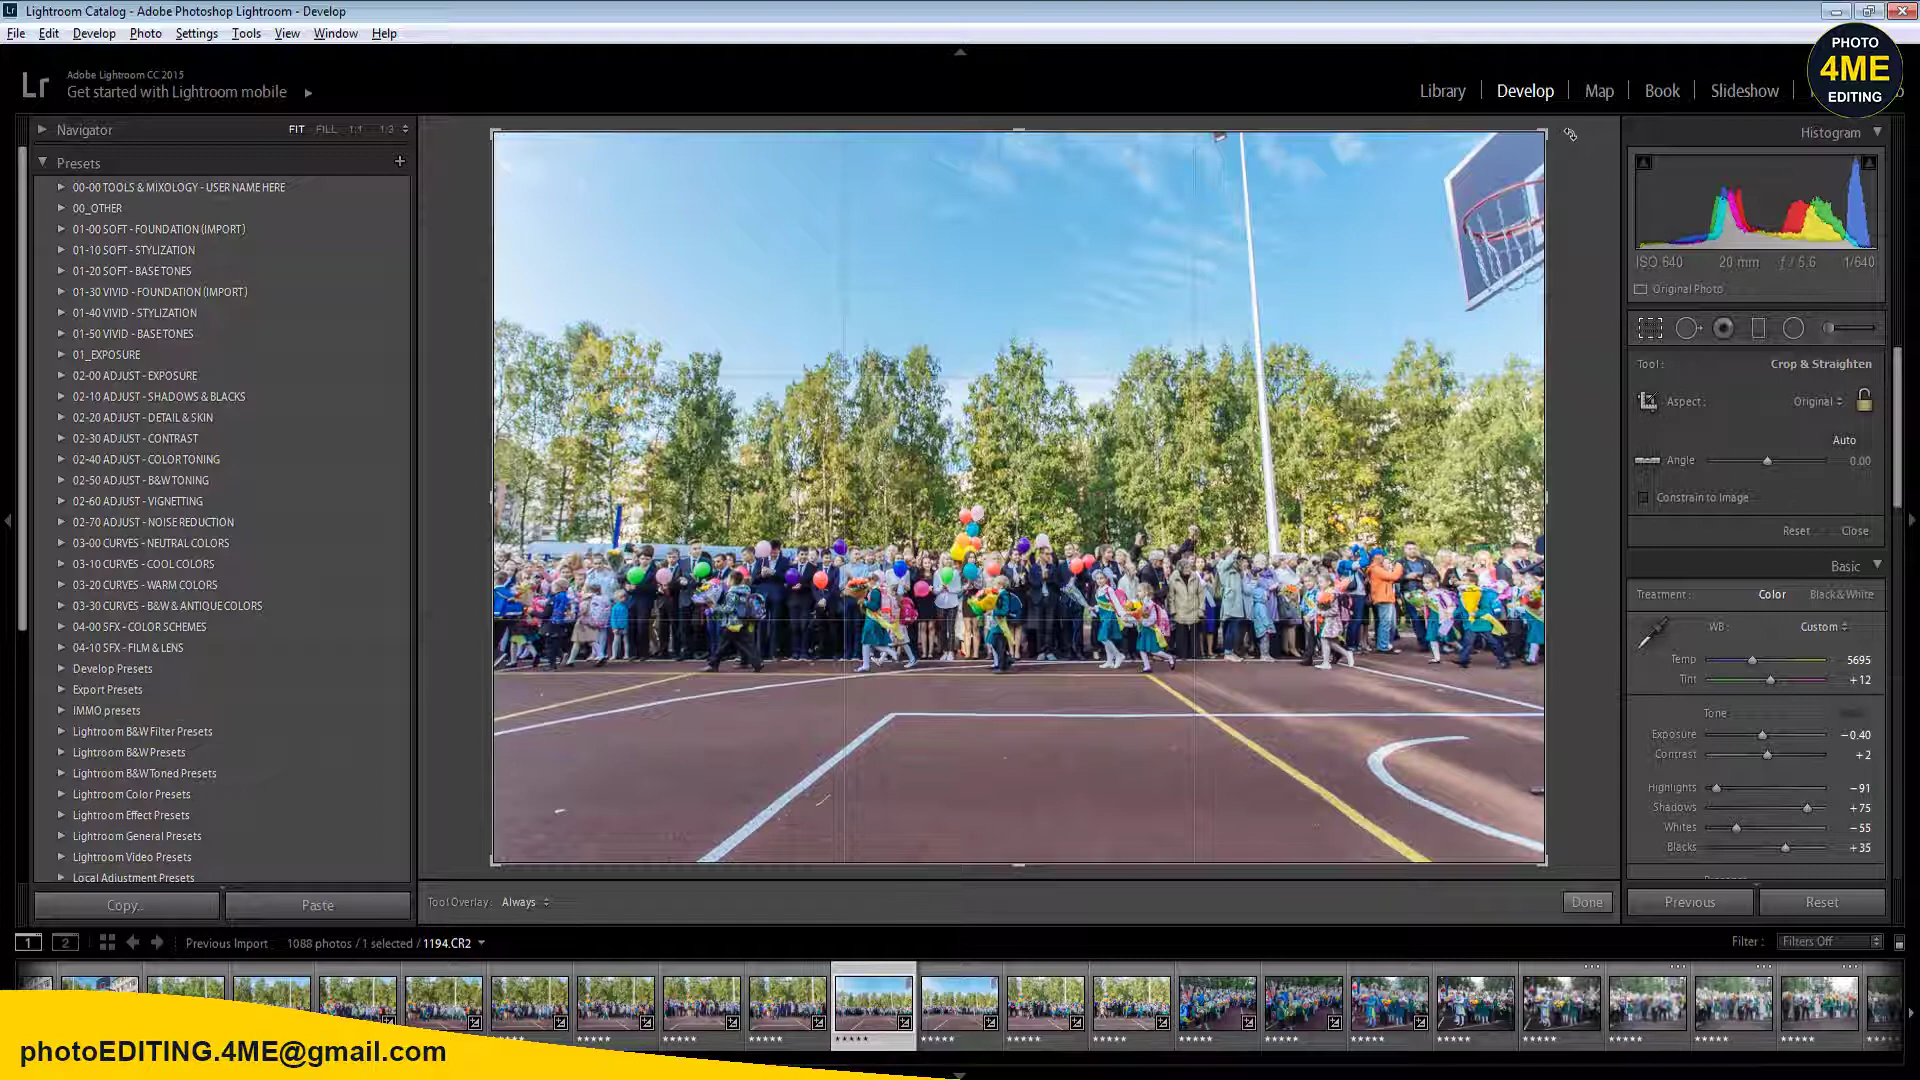 Lightroom Catalog - Adobe Photoshop Lightroom - Develop
File Edit Develop Photo Settings Tools View Window Help
PHOTO
4ME
EDITING
Lr
Adobe Lightroom CC 2015
Get started with Lightroom mobile
Library Develop Map Book Slideshow
Navigator FIT FILL 1:1 1:3
Presets +
00-00 TOOLS & MIXOLOGY - USER NAME HERE
00_OTHER
01-00 SOFT - FOUNDATION (IMPORT)
01-10 SOFT - STYLIZATION
01-20 SOFT - BASE TONES
01-30 VIVID - FOUNDATION (IMPORT)
01-40 VIVID - STYLIZATION
01-50 VIVID - BASE TONES
01_EXPOSURE
02-00 ADJUST - EXPOSURE
02-10 ADJUST - SHADOWS & BLACKS
02-20 ADJUST - DETAIL & SKIN
02-30 ADJUST - CONTRAST
02-40 ADJUST - COLOR TONING
02-50 ADJUST - B&W TONING
02-60 ADJUST - VIGNETTING
02-70 ADJUST - NOISE REDUCTION
03-00 CURVES - NEUTRAL COLORS
03-10 CURVES - COOL COLORS
03-20 CURVES - WARM COLORS
03-30 CURVES - B&W & ANTIQUE COLORS
04-00 SFX - COLOR SCHEMES
04-10 SFX - FILM & LENS
Develop Presets
Export Presets
IMMO presets
Lightroom B&W Filter Presets
Lightroom B&W Presets
Lightroom B&W Toned Presets
Lightroom Color Presets
Lightroom Effect Presets
Lightroom General Presets
Lightroom Video Presets
Local Adjustment Presets
Copy... Paste
Tool Overlay: Always Done
Histogram
ISO 640 20 mm f / 5.6 1/640
Original Photo
Tool: Crop & Straighten
Aspect: Original
Auto
Angle 0.00
Constrain to Image
Reset Close
Basic
Treatment: Color Black & White
WB: Custom
Temp 5695
Tint +12
Tone
Exposure -0.40
Contrast +2
Highlights -91
Shadows +75
Whites -55
Blacks +35
Previous Reset
1 2 Previous Import 1088 photos / 1 selected / 1194.CR2 Filter: Filters Off
photoEDITING.4ME@gmail.com